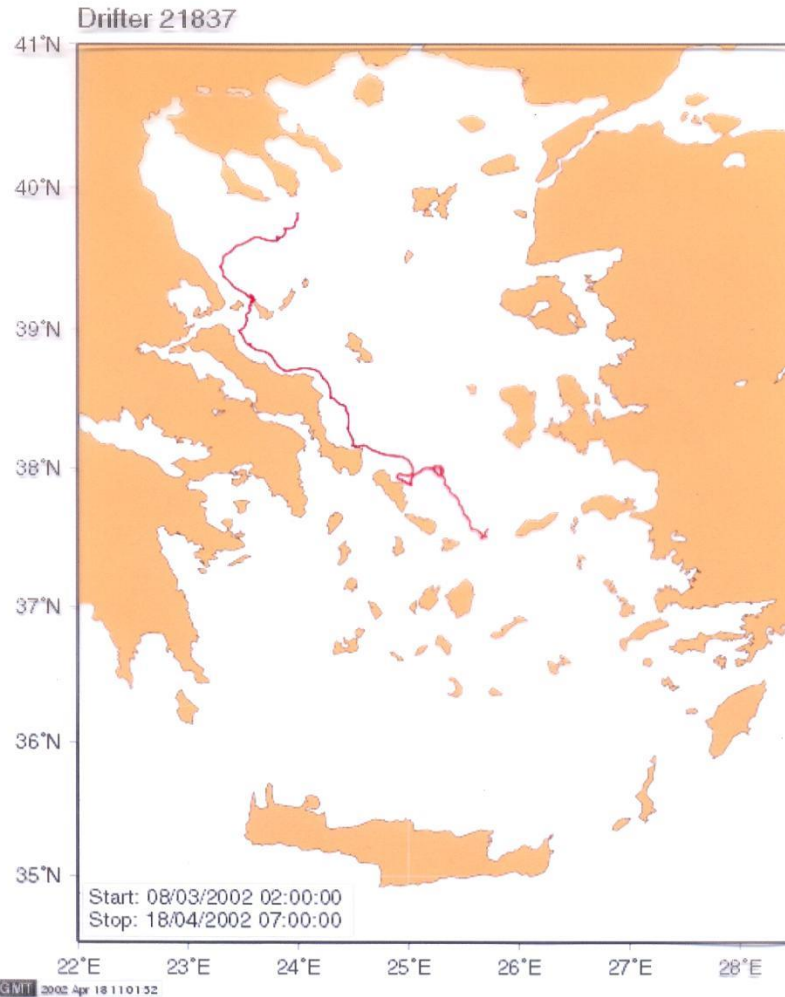 Drifter 21837
41°N
40°N
39°N
38°N
37°N
36°N
35°N
Start: 08/03/2002 02:00:00
Stop: 18/04/2002 07:00:00
22°E 23°E 24°E 25°E 26°E 27°E 28°E
GMT 2002 Apr 18 11:01:52